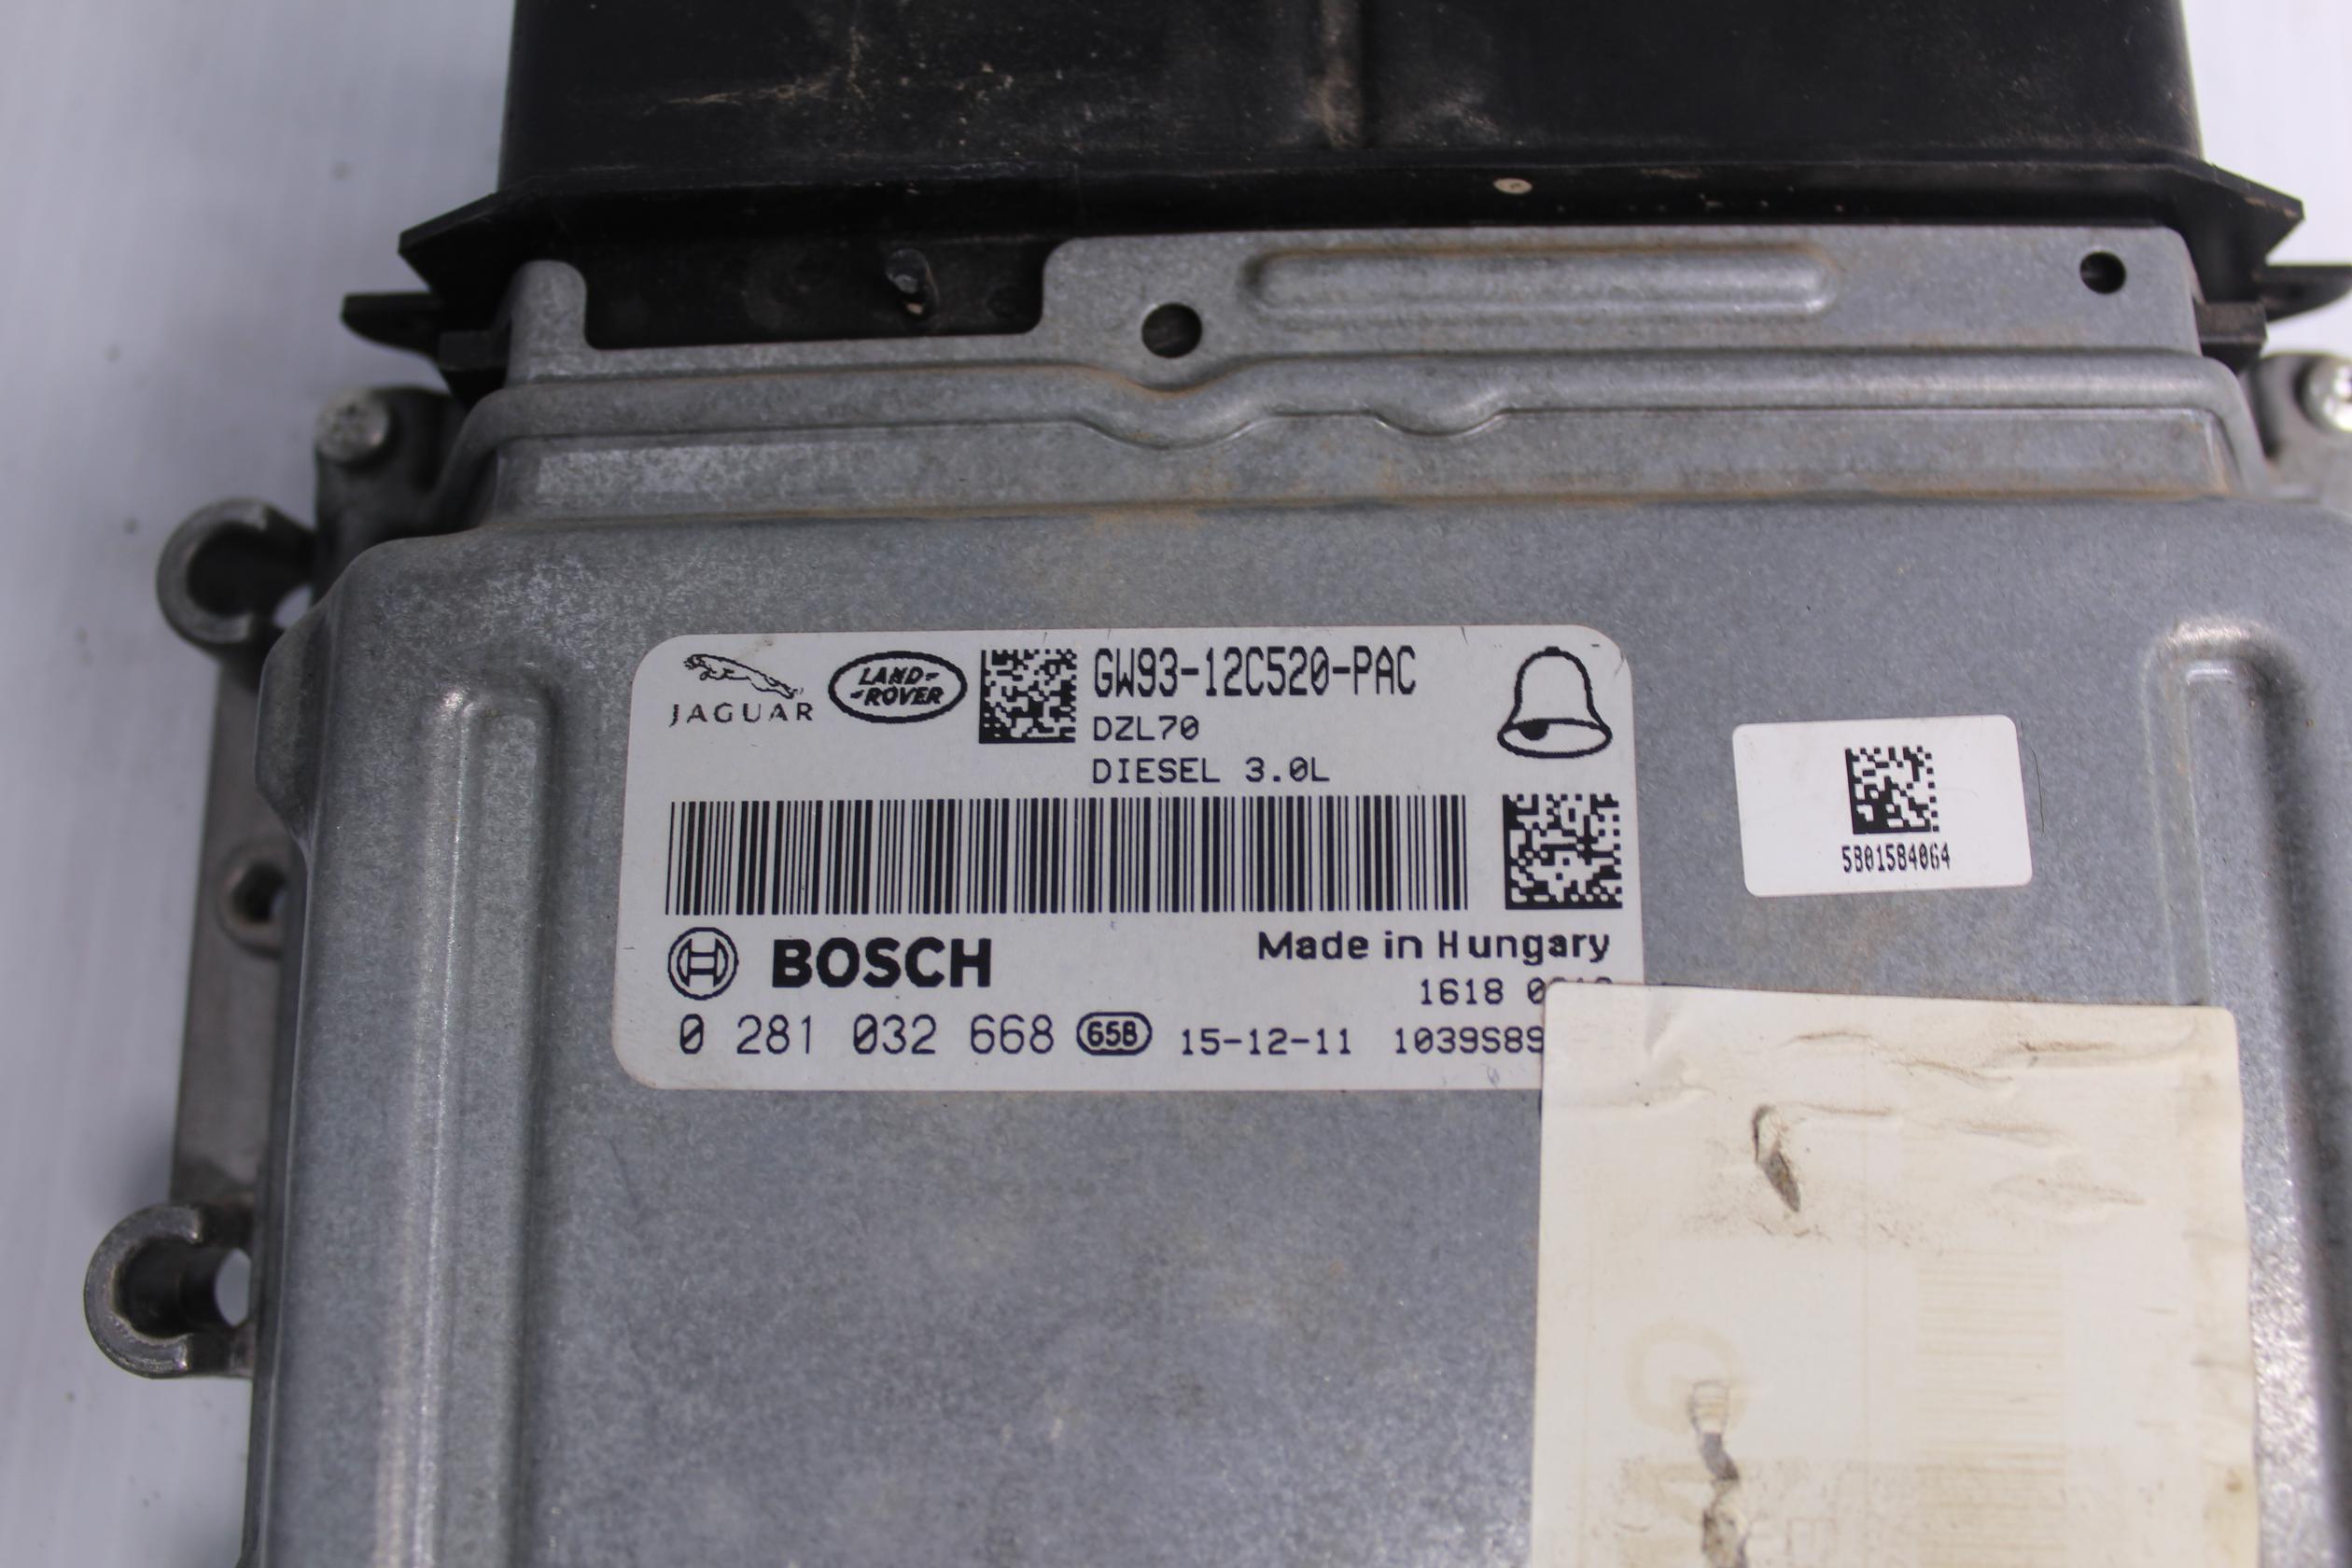 JAGUAR
LAND-
-ROVER
GW93-12C520-PAC
DZL70
DIESEL 3.0L
5801584064
BOSCH
Made in Hungary
1618
0 281 032 668 65B 15-12-11